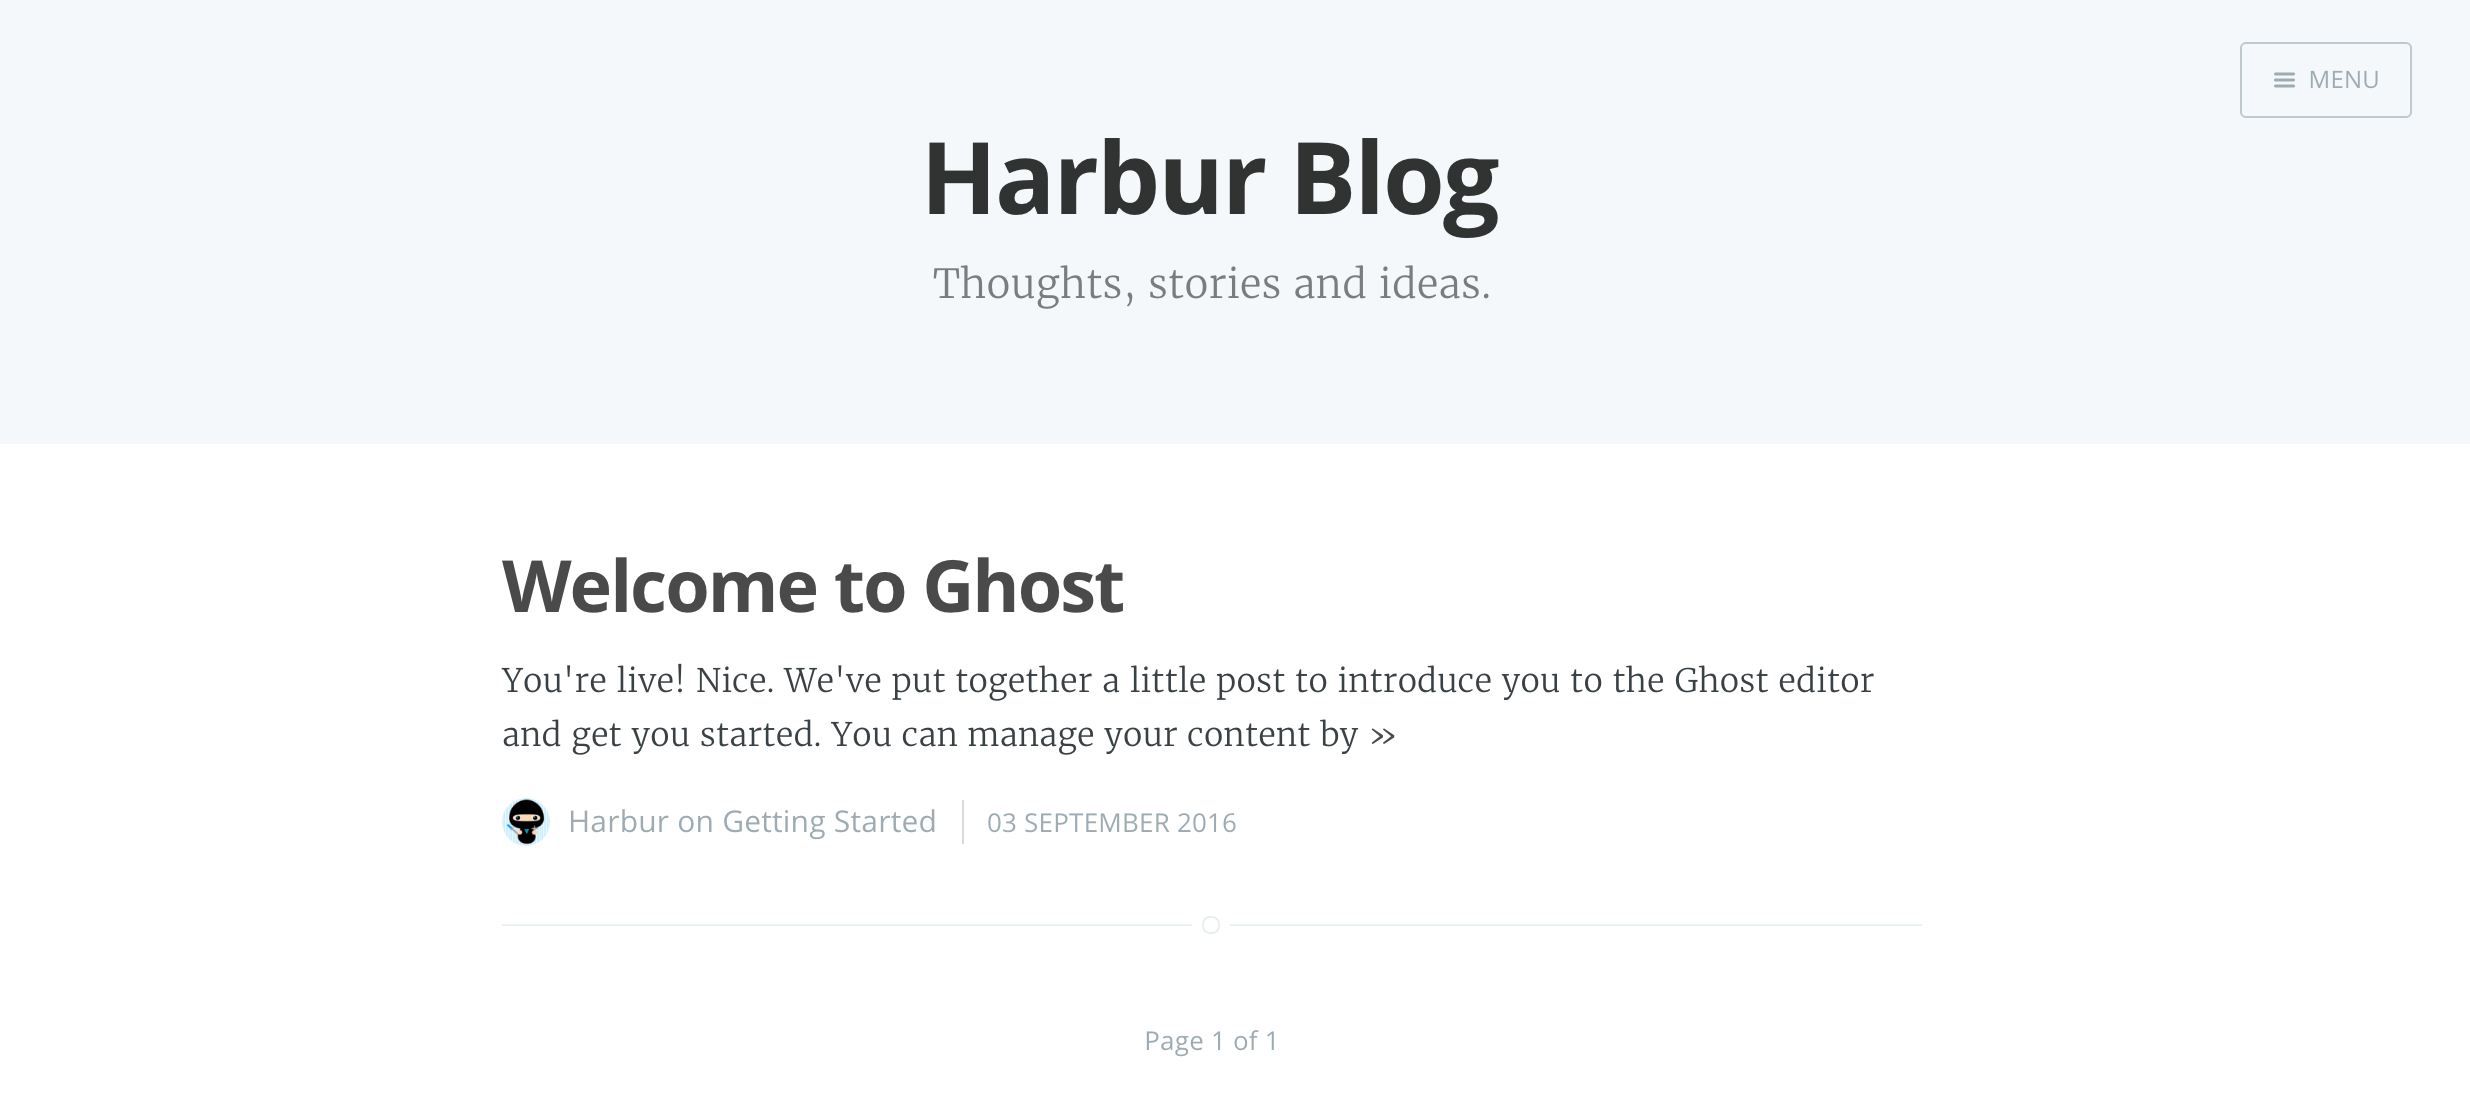 MENU
Harbur Blog
Thoughts, stories and ideas.
Welcome to Ghost
You're live! Nice. We've put together a little post to introduce you to the Ghost editor
and get you started. You can manage your content by »
Harbur on Getting Started 03 SEPTEMBER 2016
Page 1 of 1